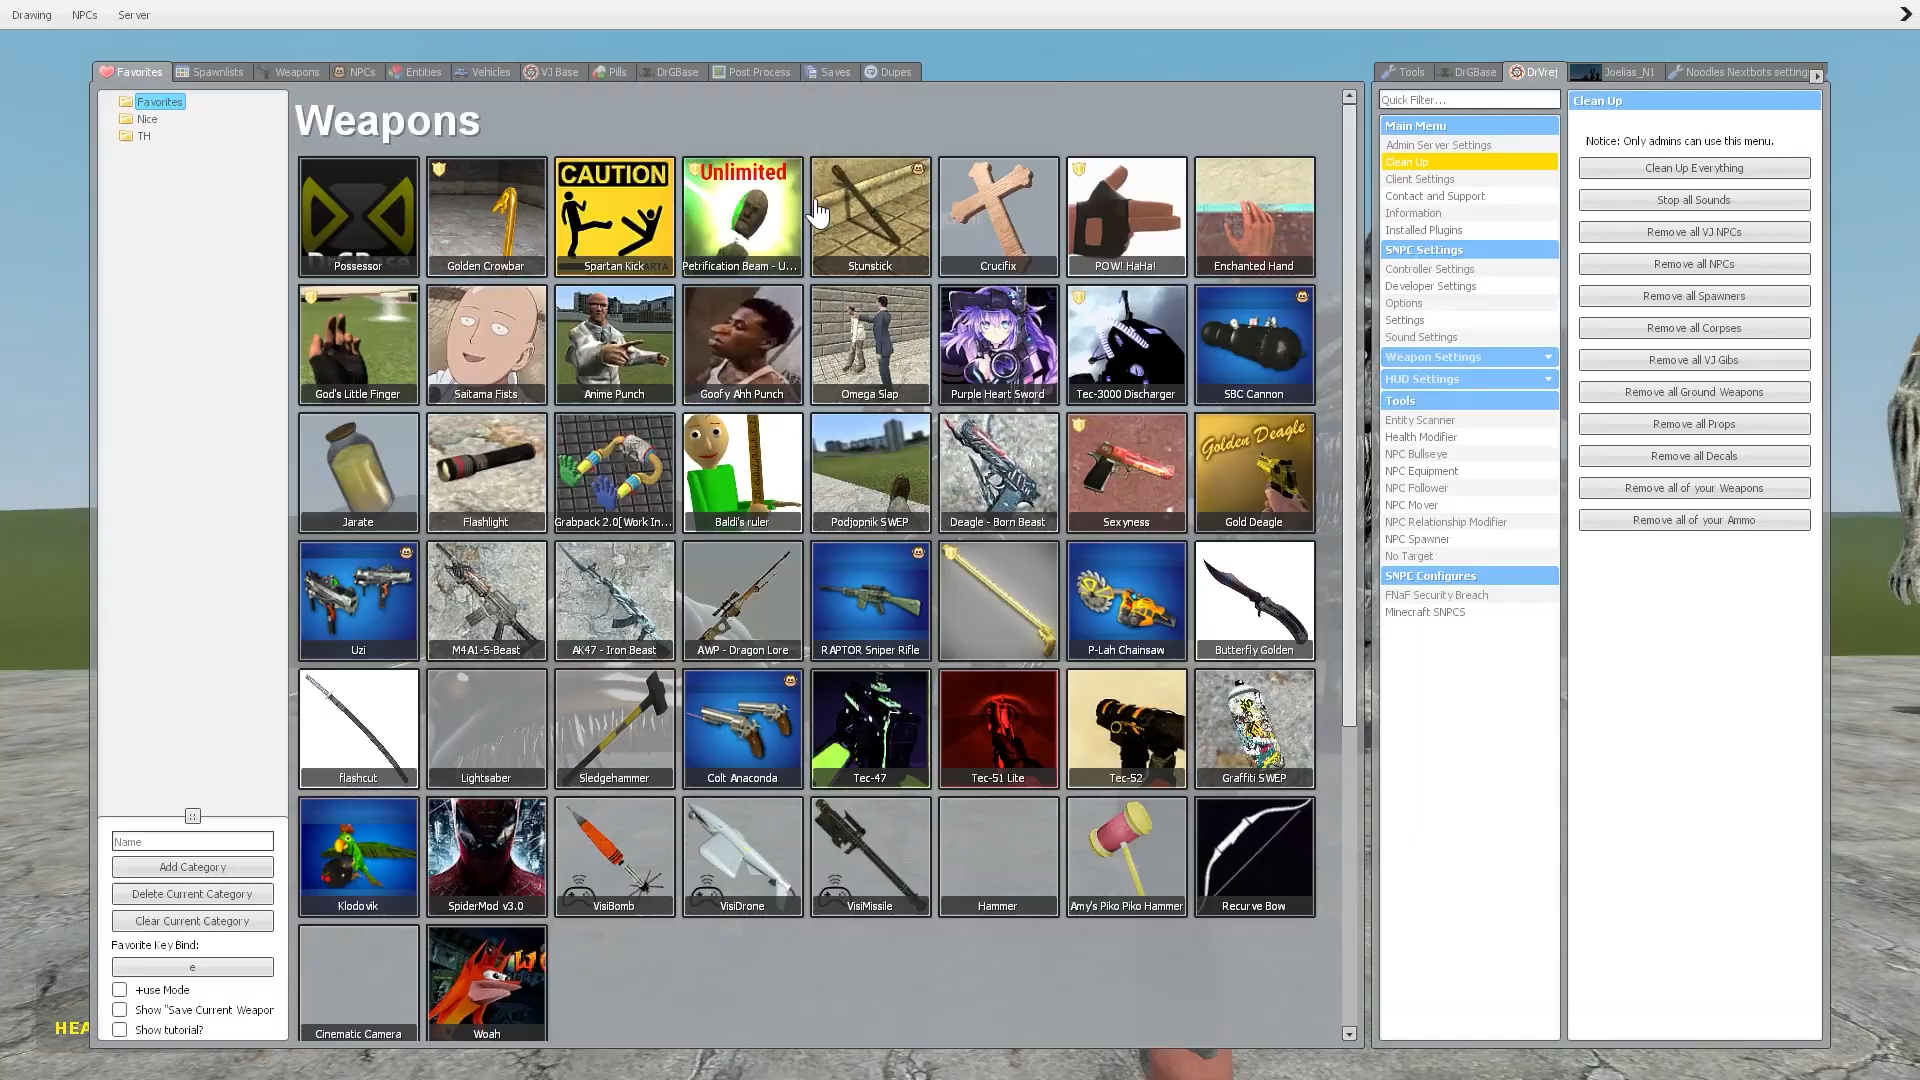 Drawing
NPCs
Server
Favorites
Spawnlists
Weapons
NPCs
Entities
Vehicles
VJ Base
Pills
DrGBase
Post Process
Saves
Dupes
Favorites
Nice
TH
Weapons
Possessor
Golden Crowbar
CAUTION
Spartan Kick
Unlimited
Petrification Beam - U...
Stunstick
Crucifix
POW! HaHa!
Enchanted Hand
God's Little Finger
Saitama Fists
Anime Punch
Goofy Ahh Punch
Omega Slap
Purple Heart Sword
Tec-3000 Discharger
SBC Cannon
Jarate
Flashlight
Grabpack 2.0[Work In...
Baldi's ruler
Podjopnik SWEP
Deagle - Born Beast
Sexyness
Golden Deagle
Gold Deagle
Uzi
M4A1-S-Beast
AK47 - Iron Beast
AWP - Dragon Lore
RAPTOR Sniper Rifle
P-Lah Chainsaw
Butterfly Golden
flashcut
Lightsaber
Sledgehammer
Colt Anaconda
Tec-47
Tec-51 Lite
Tec-52
Graffiti SWEP
Klodovik
SpiderMod v3.0
VisiBomb
VisiDrone
VisiMissile
Hammer
Amy's Piko Piko Hammer
Recurve Bow
Cinematic Camera
Woah
Name
Add Category
Delete Current Category
Clear Current Category
Favorite Key Bind:
e
+use Mode
Show "Save Current Weapor
Show tutorial?
HEA
Tools
DrGBase
DrVrej
Joelias_N1
Noodles Nextbots setting
Quick Filter...
Main Menu
Admin Server Settings
Clean Up
Client Settings
Contact and Support
Information
Installed Plugins
SNPC Settings
Controller Settings
Developer Settings
Options
Settings
Sound Settings
Weapon Settings
HUD Settings
Tools
Entity Scanner
Health Modifier
NPC Bullseye
NPC Equipment
NPC Follower
NPC Mover
NPC Relationship Modifier
NPC Spawner
No Target
SNPC Configures
FNaF Security Breach
Minecraft SNPCS
Clean Up
Notice: Only admins can use this menu.
Clean Up Everything
Stop all Sounds
Remove all VJ NPCs
Remove all NPCs
Remove all Spawners
Remove all Corpses
Remove all VJ Gibs
Remove all Ground Weapons
Remove all Props
Remove all Decals
Remove all of your Weapons
Remove all of your Ammo